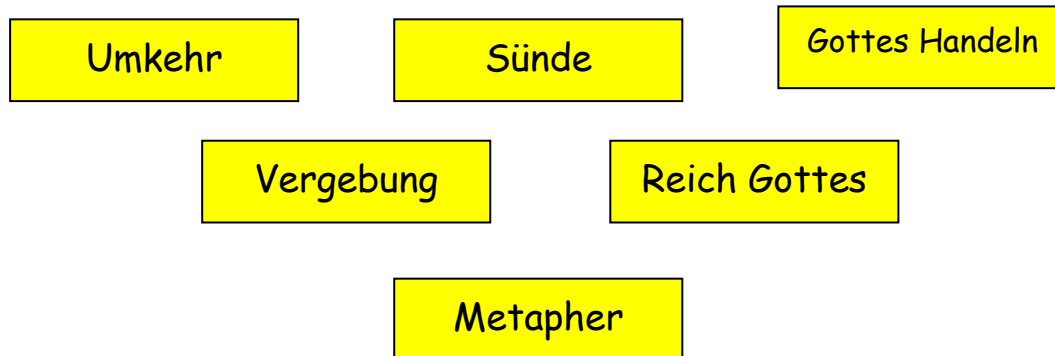 Umkehr
Sünde
Gottes Handeln
Vergebung
Reich Gottes
Metapher